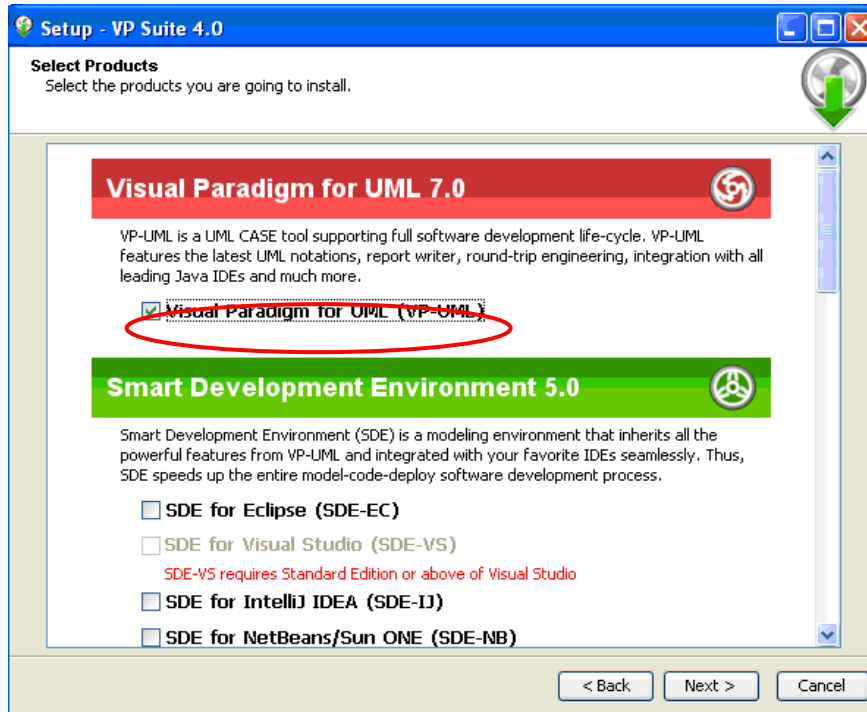 Setup - VP Suite 4.0
Select Products
Select the products you are going to install.
Visual Paradigm for UML 7.0
VP-UML is a UML CASE tool supporting full software development life-cycle. VP-UML
features the latest UML notations, report writer, round-trip engineering, integration with all
leading Java IDEs and much more.
Visual Paradigm for UML (VP-UML)
Smart Development Environment 5.0
Smart Development Environment (SDE) is a modeling environment that inherits all the
powerful features from VP-UML and integrated with your favorite IDEs seamlessly. Thus,
SDE speeds up the entire model-code-deploy software development process.
SDE for Eclipse (SDE-EC)
SDE for Visual Studio (SDE-VS)
SDE-VS requires Standard Edition or above of Visual Studio
SDE for IntelliJ IDEA (SDE-IJ)
SDE for NetBeans/Sun ONE (SDE-NB)
< Back Next > Cancel